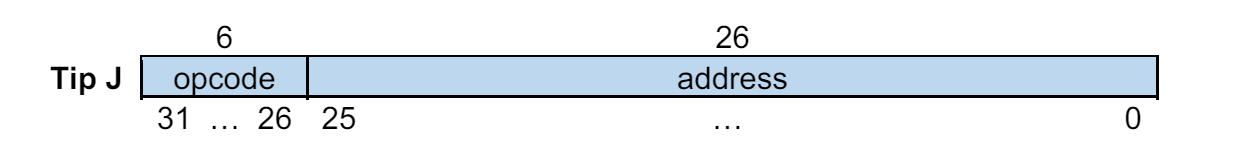 6 26
Tip J opcode address
31 ... 26 25 ... 0